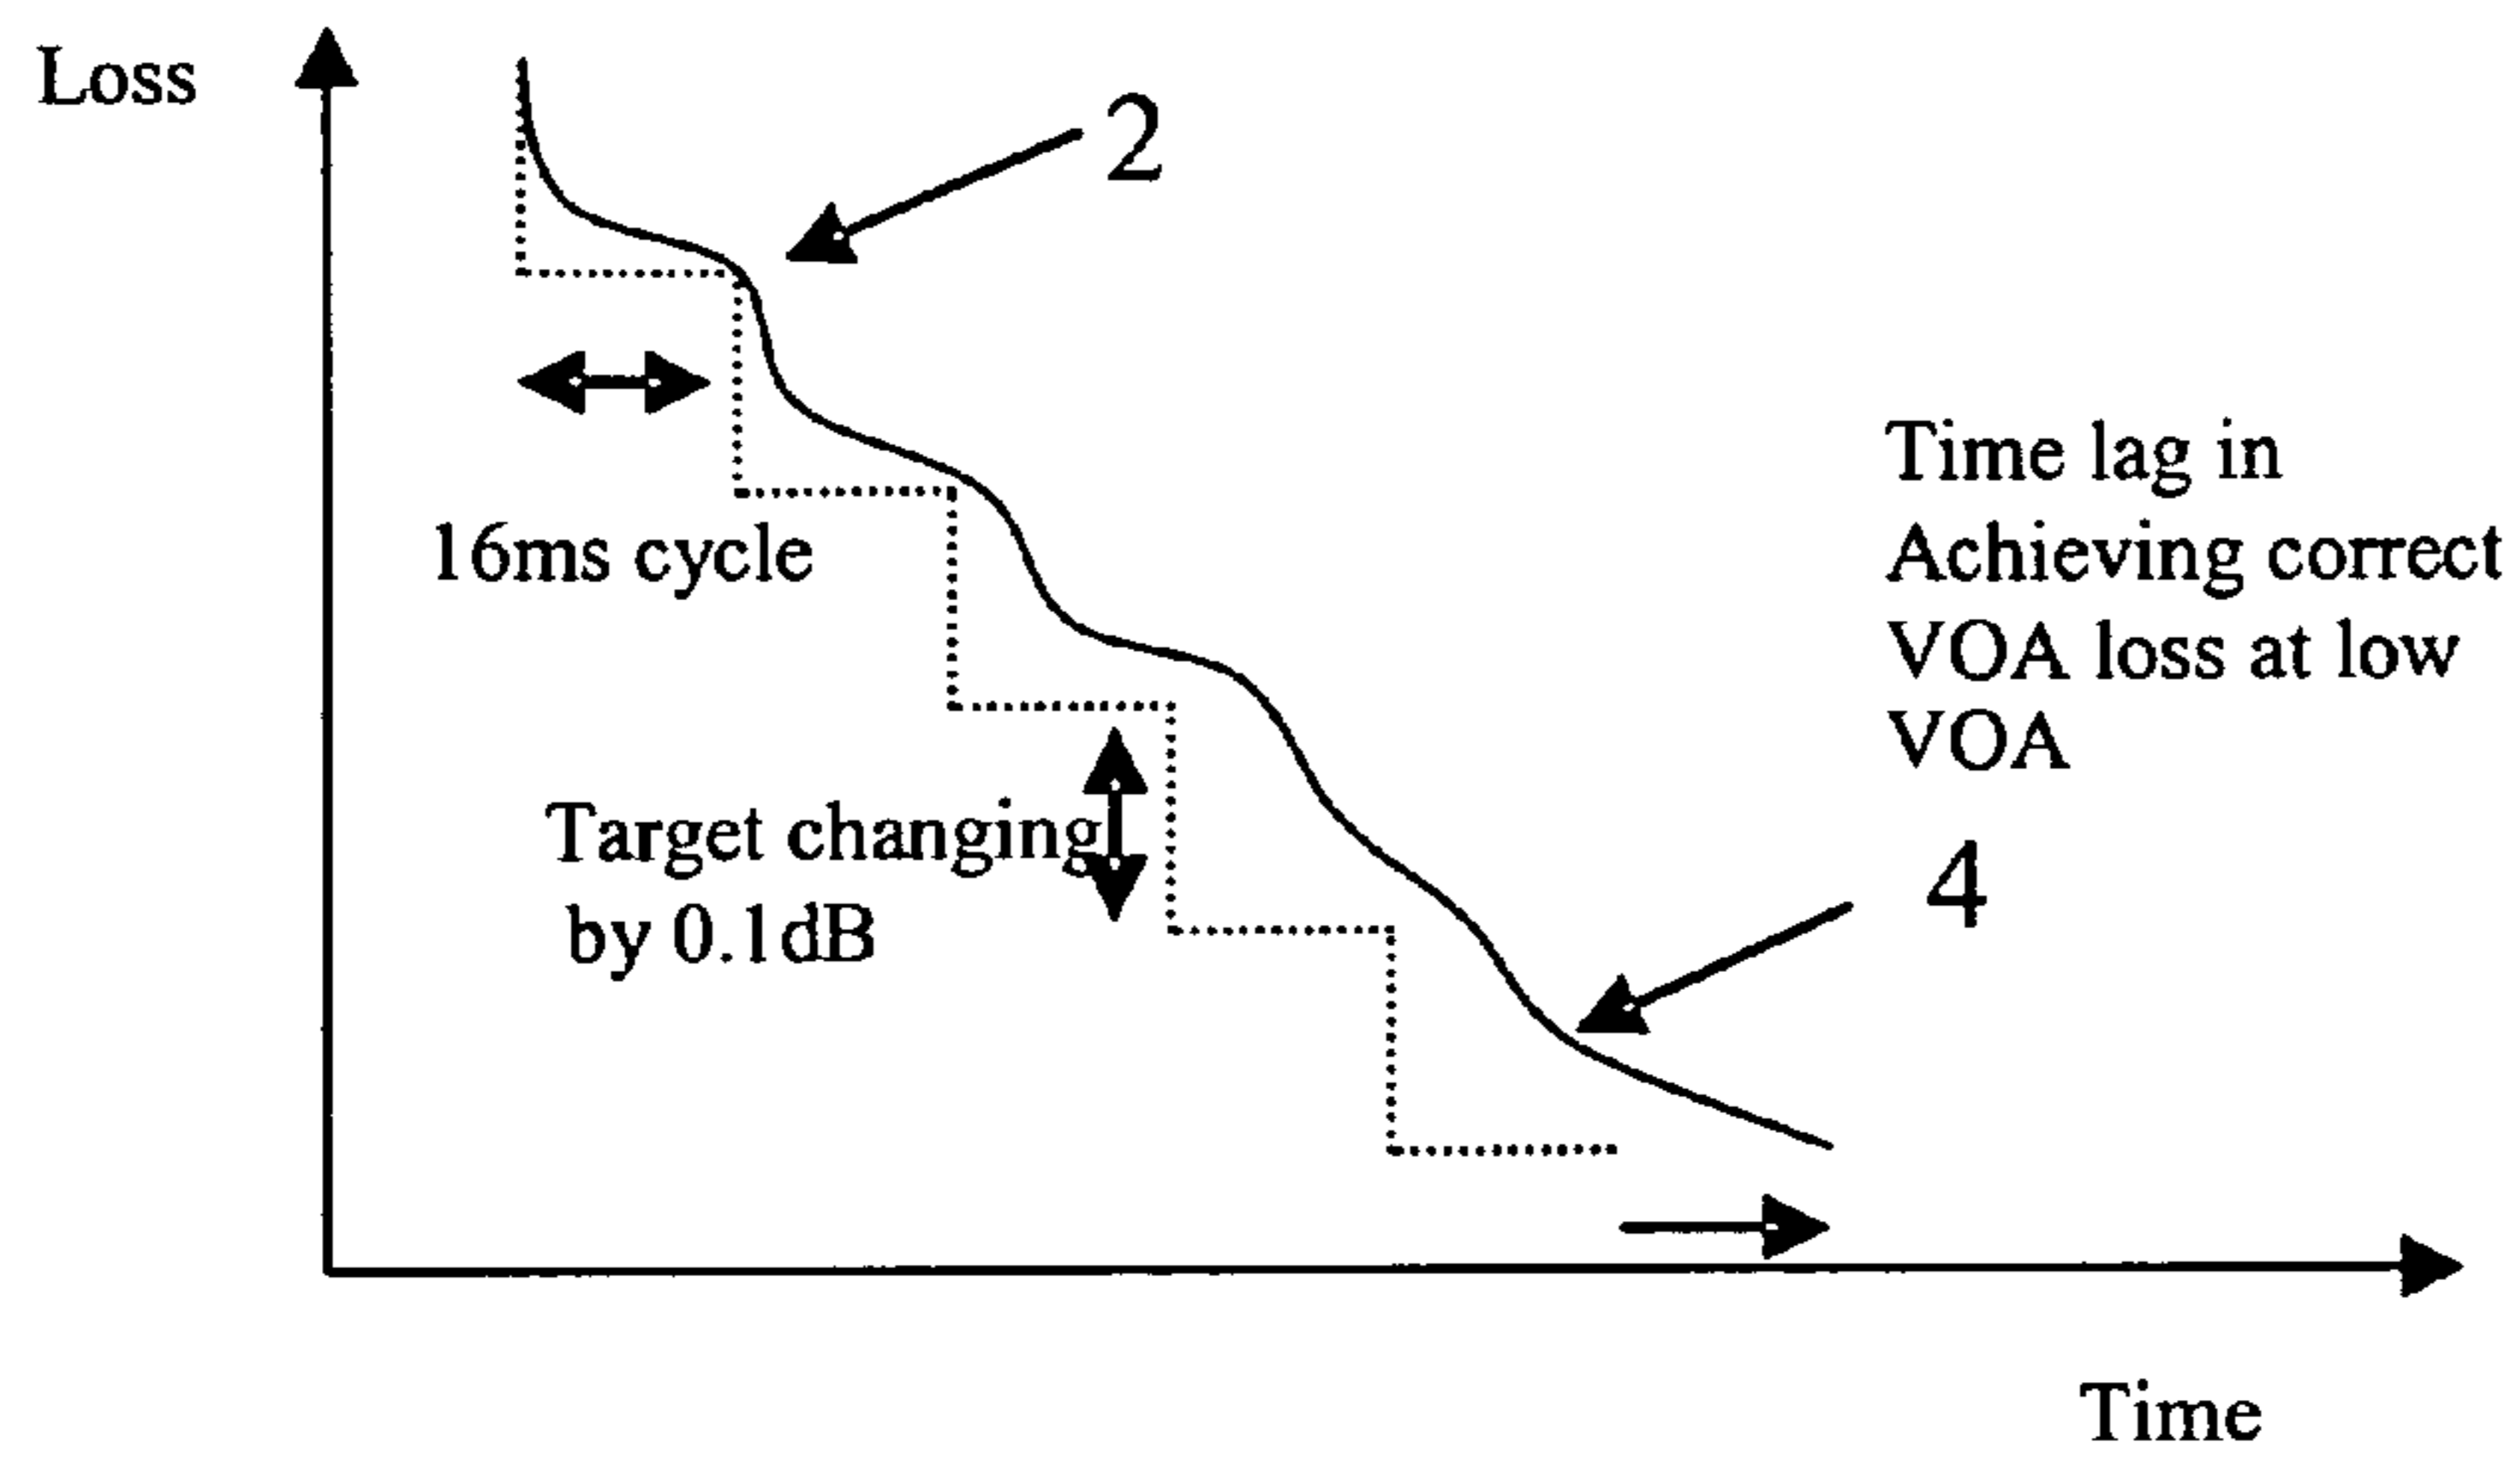 Loss
2
16ms cycle
Time lag in
Achieving correct
VOA loss at low
VOA
Target changing
by 0.1dB
4
Time